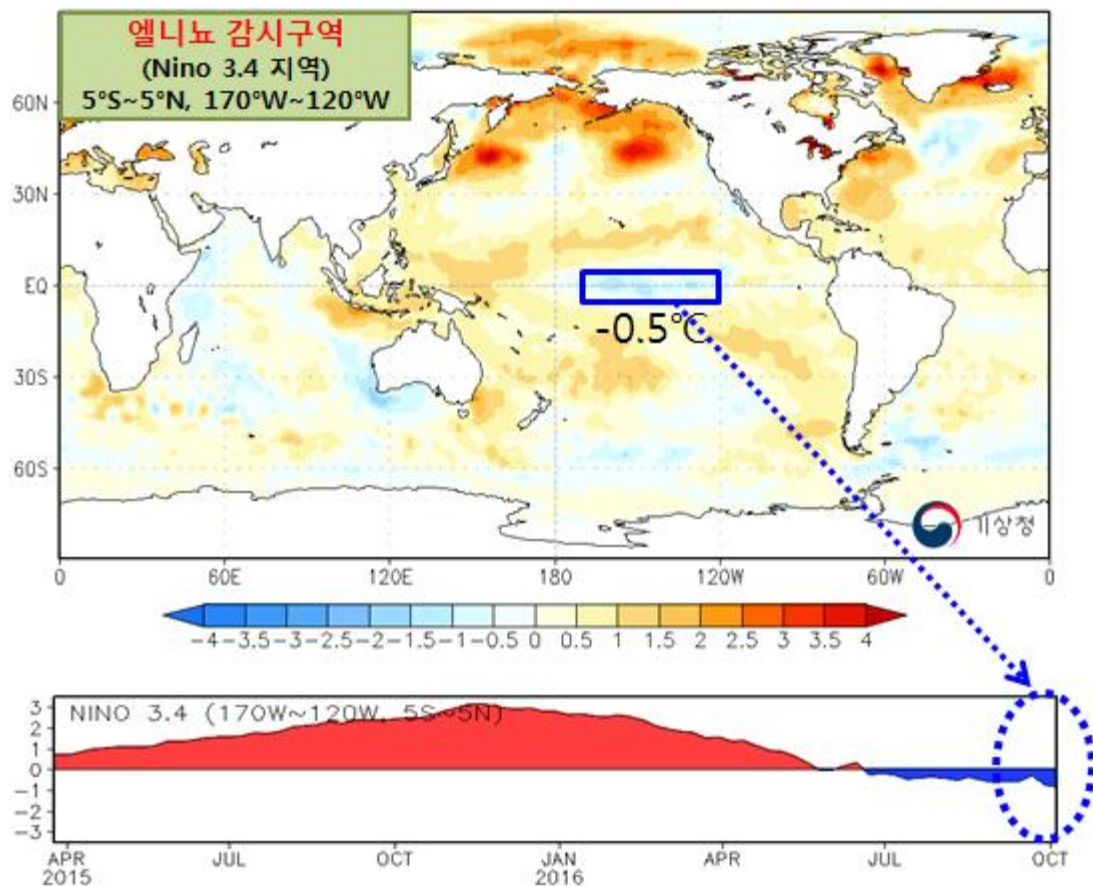 엘니뇨 감시구역
(Nino 3.4 지역)
5°S~5°N, 170°W~120°W
60N
30N
EQ
30S
60S
-0.5℃
기상청
0 60E 120E 180 120W 60W 0
-4 -3.5 -3 -2.5 -2 -1.5 -1 -0.5 0 0.5 1 1.5 2 2.5 3 3.5 4
NINO 3.4 (170W~120W, 5S~5N)
3
2
1
0
-1
-2
-3
APR JUL OCT JAN APR JUL OCT
2015 2016